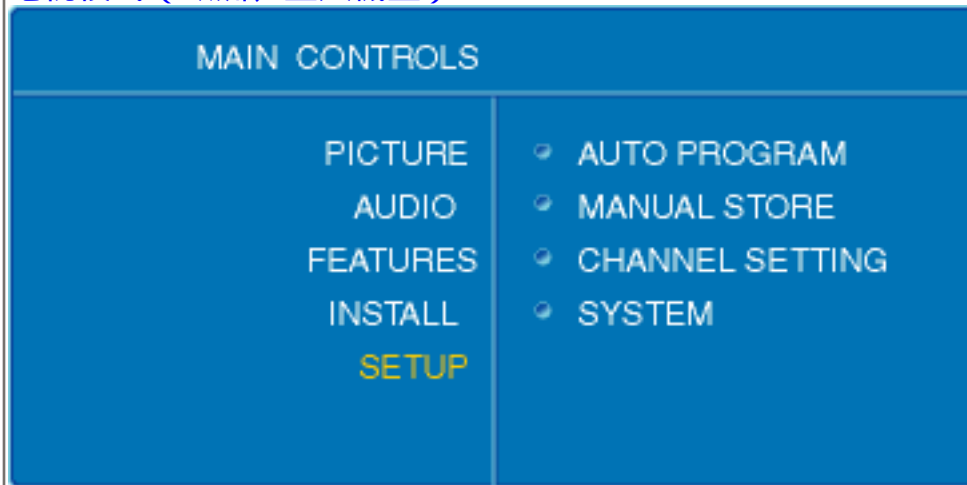 MAIN CONTROLS
PICTURE
AUDIO
FEATURES
INSTALL
SETUP
AUTO PROGRAM
MANUAL STORE
CHANNEL SETTING
SYSTEM